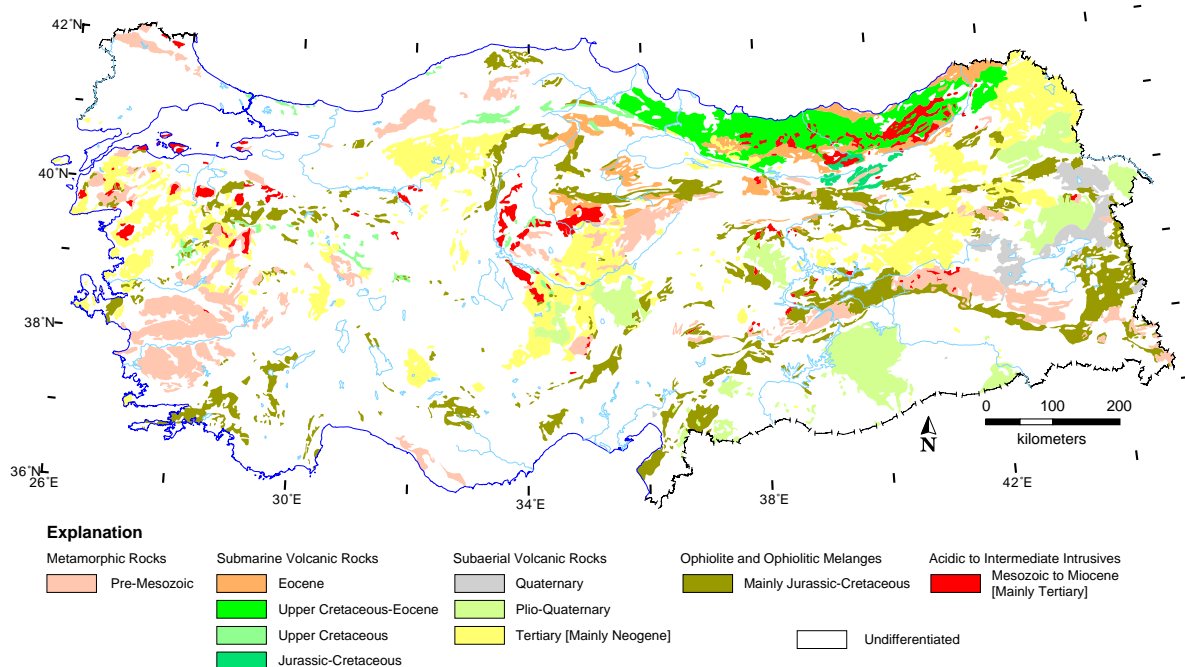 42°N
40°N
38°N
36°N
26°E
30°E
34°E
38°E
42°E
0 100 200
kilometers
N
Explanation
Metamorphic Rocks
Pre-Mesozoic
Submarine Volcanic Rocks
Eocene
Upper Cretaceous-Eocene
Upper Cretaceous
Jurassic-Cretaceous
Subaerial Volcanic Rocks
Quaternary
Plio-Quaternary
Tertiary [Mainly Neogene]
Ophiolite and Ophiolitic Melanges
Mainly Jurassic-Cretaceous
Acidic to Intermediate Intrusives
Mesozoic to Miocene
[Mainly Tertiary]
Undifferentiated